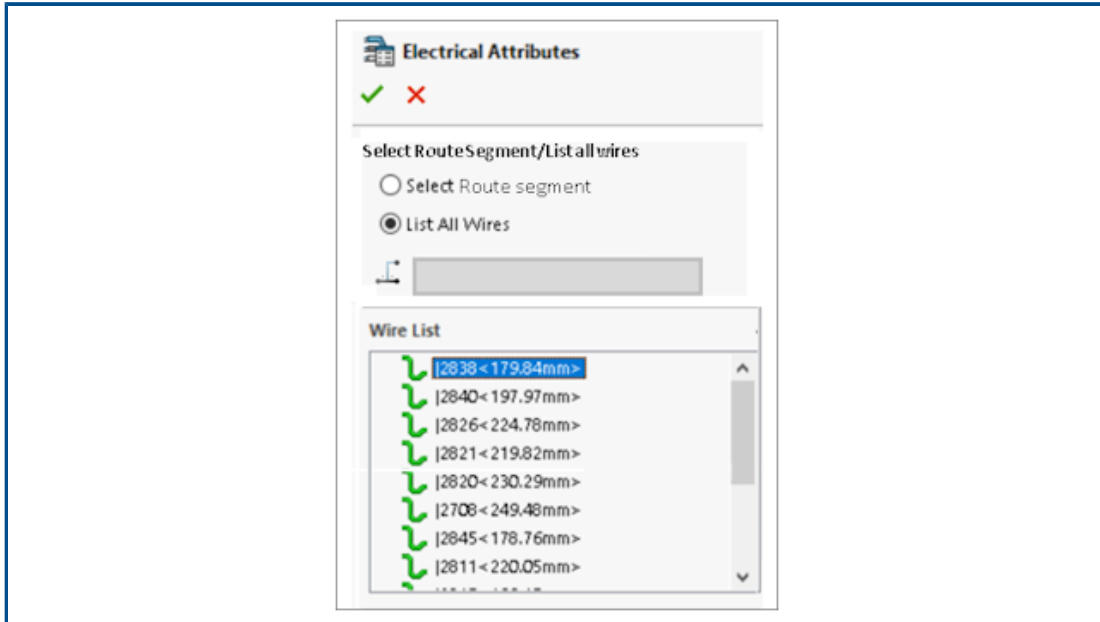 Electrical Attributes
Select Route Segment/List all wires
Select Route segment
List All Wires
Wire List
|2838<179.84mm>
|2840<197.97mm>
|2826<224.78mm>
|2821<219.82mm>
|2820<230.29mm>
|2708<249.48mm>
|2845<178.76mm>
|2811<220.05mm>